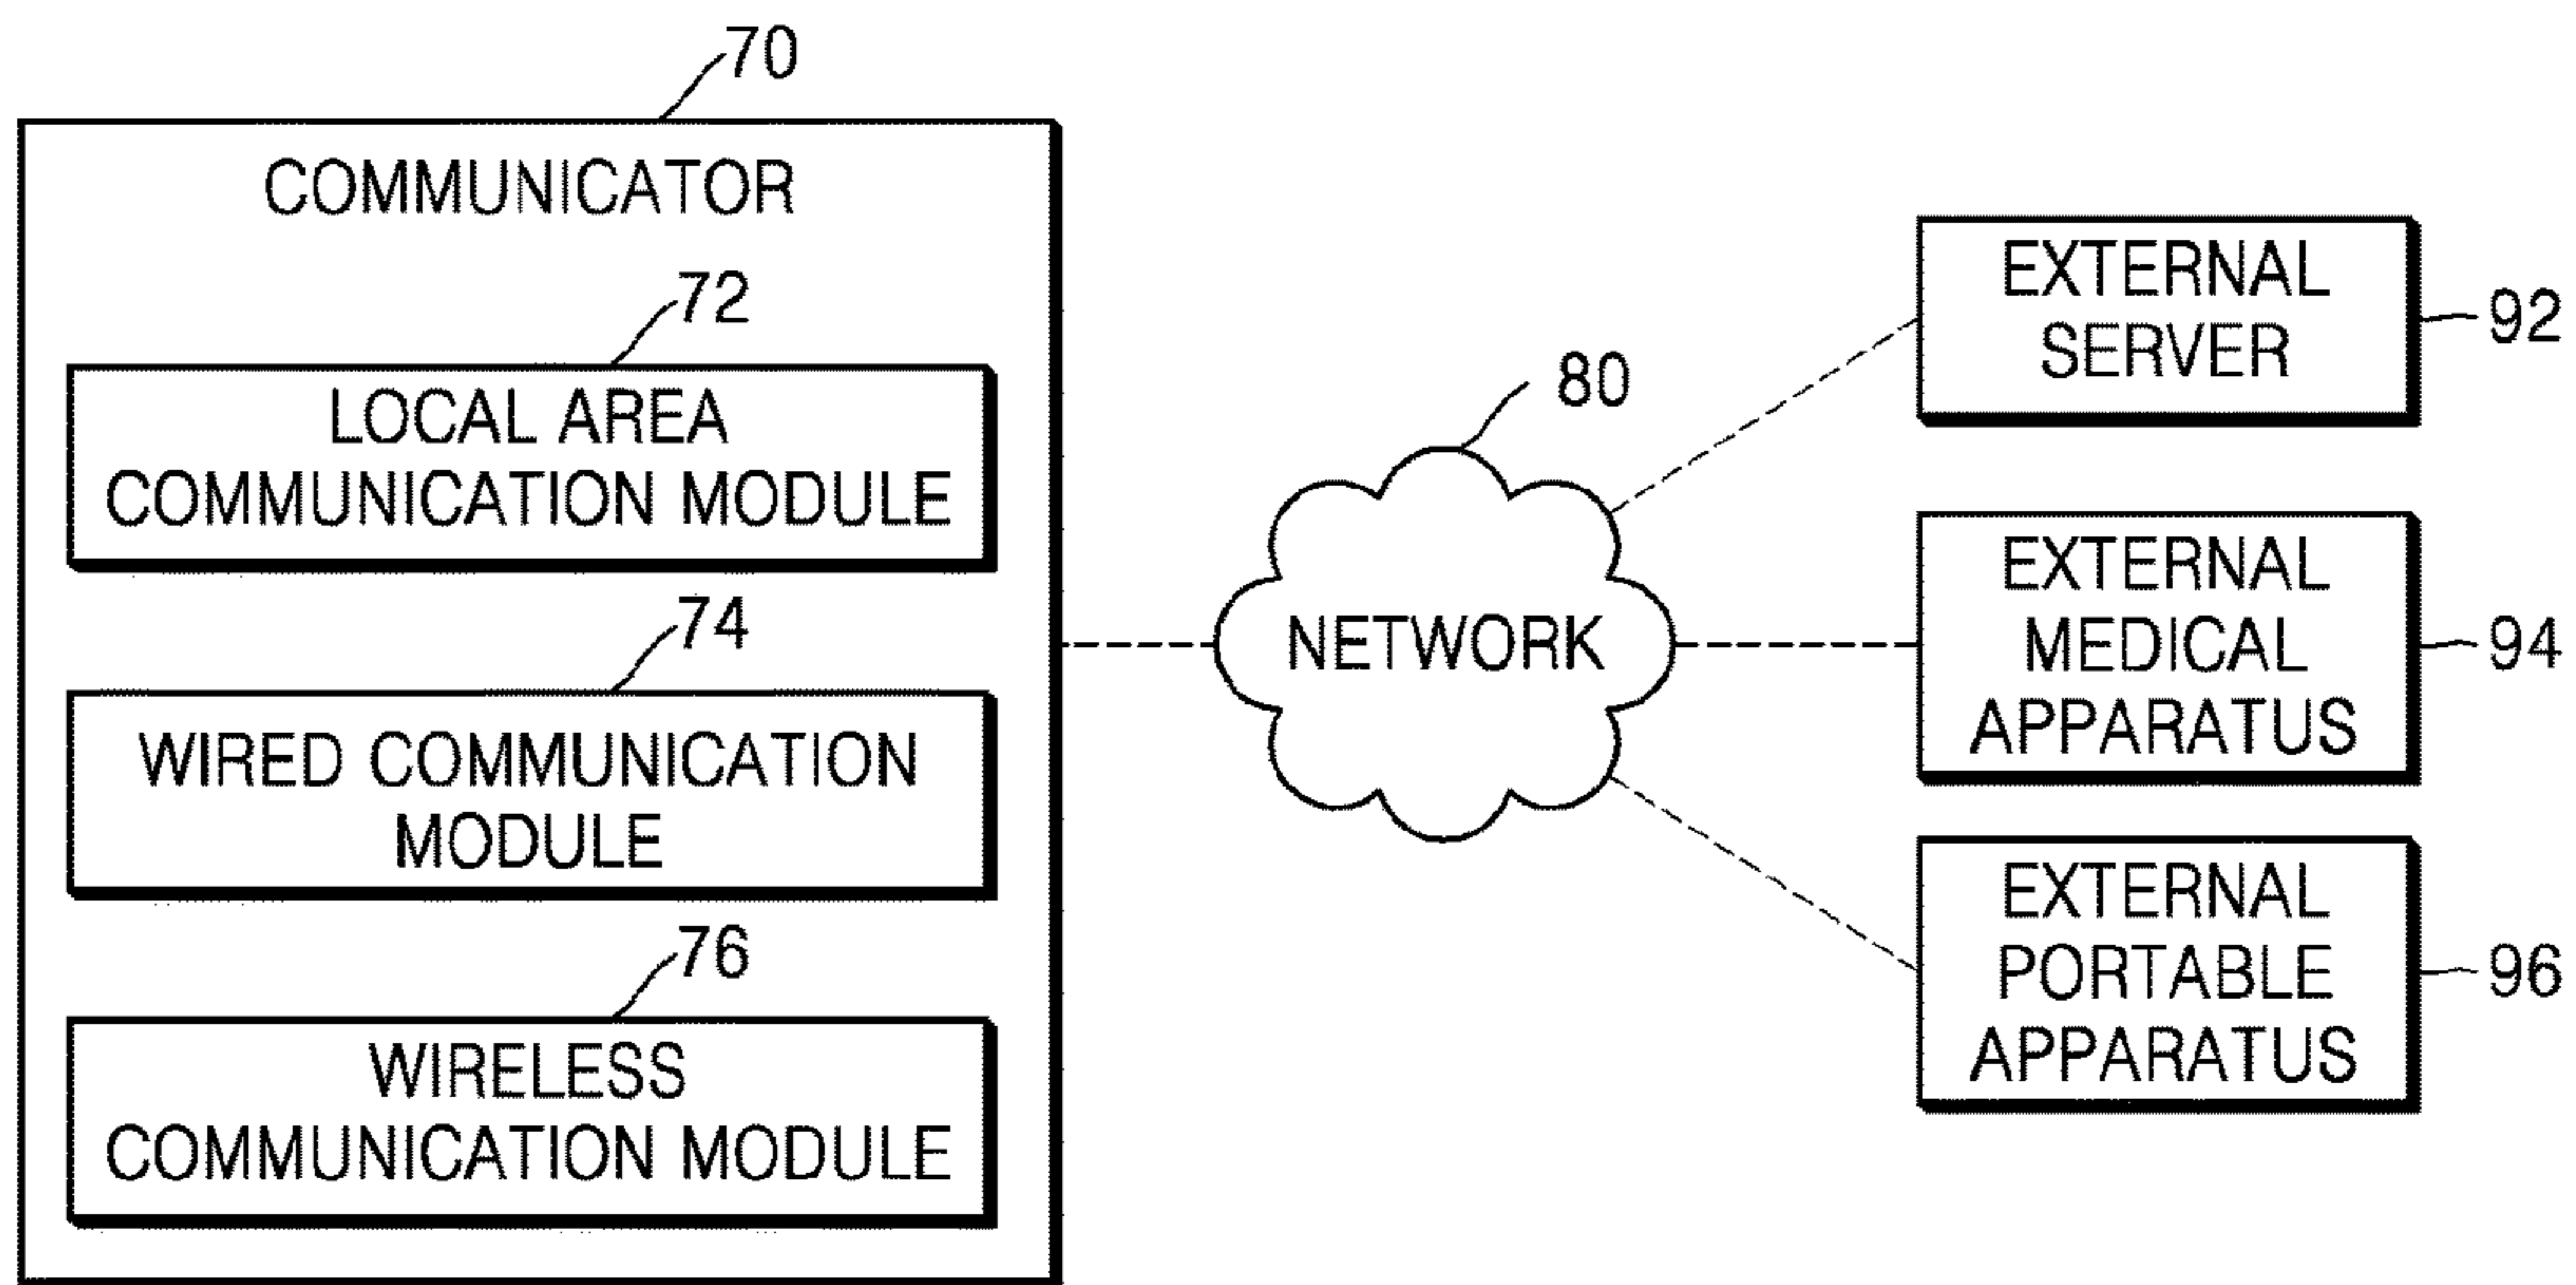 70
COMMUNICATOR
72
LOCAL AREA
COMMUNICATION MODULE
74
WIRED COMMUNICATION
MODULE
76
WIRELESS
COMMUNICATION MODULE
80
NETWORK
EXTERNAL
SERVER
92
EXTERNAL
MEDICAL
APPARATUS
94
EXTERNAL
PORTABLE
APPARATUS
96